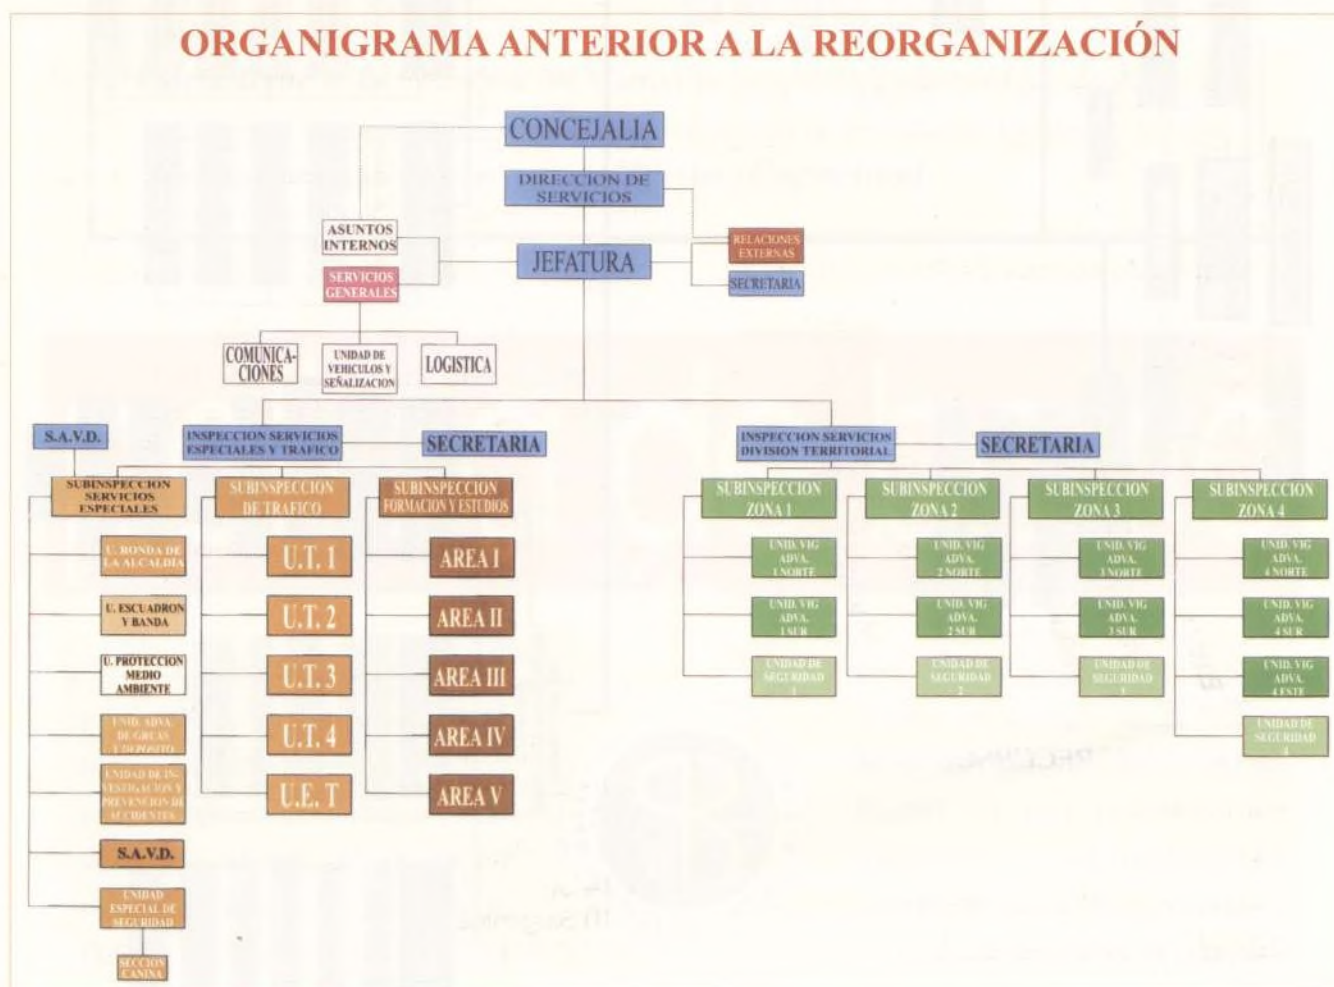 ORGANIGRAMA ANTERIOR A LA REORGANIZACIÓN
CONCEJALIA
DIRECCION DE
SERVICIOS
ASUNTOS
INTERNOS
JEFATURA
RELACIONES
EXTERNAS
SERVICIOS
GENERALES
SECRETARIA
COMUNICA-
CIONES
UNIDAD DE
VEHICULOS Y
SEÑALIZACION
LOGISTICA
S.A.V.D.
INSPECCION SERVICIOS
ESPECIALES Y TRAFICO
SECRETARIA
INSPECCION SERVICIOS
DIVISION TERRITORIAL
SECRETARIA
SUBINSPECCION
SERVICIOS
ESPECIALES
SUBINSPECCION
DE TRAFICO
SUBINSPECCION
FORMACION Y ESTUDIOS
SUBINSPECCION
ZONA 1
SUBINSPECCION
ZONA 2
SUBINSPECCION
ZONA 3
SUBINSPECCION
ZONA 4
U. RONDA DE
LA ALCALDIA
U. ESCUADRON
Y BANDA
U. PROTECCION
MEDIO
AMBIENTE
UNID. ADVA.
DE GRUAS
Y DEPOSITO
UNIDAD DE IN-
VESTIGACION Y
PREVENCION DE
ACCIDENTES
S.A.V.D.
UNIDAD
ESPECIAL DE
SEGURIDAD
SECCION
CANINA
U.T. 1
U.T. 2
U.T. 3
U.T. 4
U.E. T
AREA I
AREA II
AREA III
AREA IV
AREA V
UNID. VIG
ADVA.
1 NORTE
UNID. VIG
ADVA.
1 SUR
UNIDAD DE
SEGURIDAD
1
UNID. VIG
ADVA.
2 NORTE
UNID. VIG
ADVA.
2 SUR
UNIDAD DE
SEGURIDAD
2
UNID. VIG
ADVA.
3 NORTE
UNID. VIG
ADVA.
3 SUR
UNIDAD DE
SEGURIDAD
UNID. VIG
ADVA.
4 NORTE
UNID. VIG
ADVA.
4 SUR
UNID. VIG
ADVA.
4 ESTE
UNIDAD DE
SEGURIDAD
4